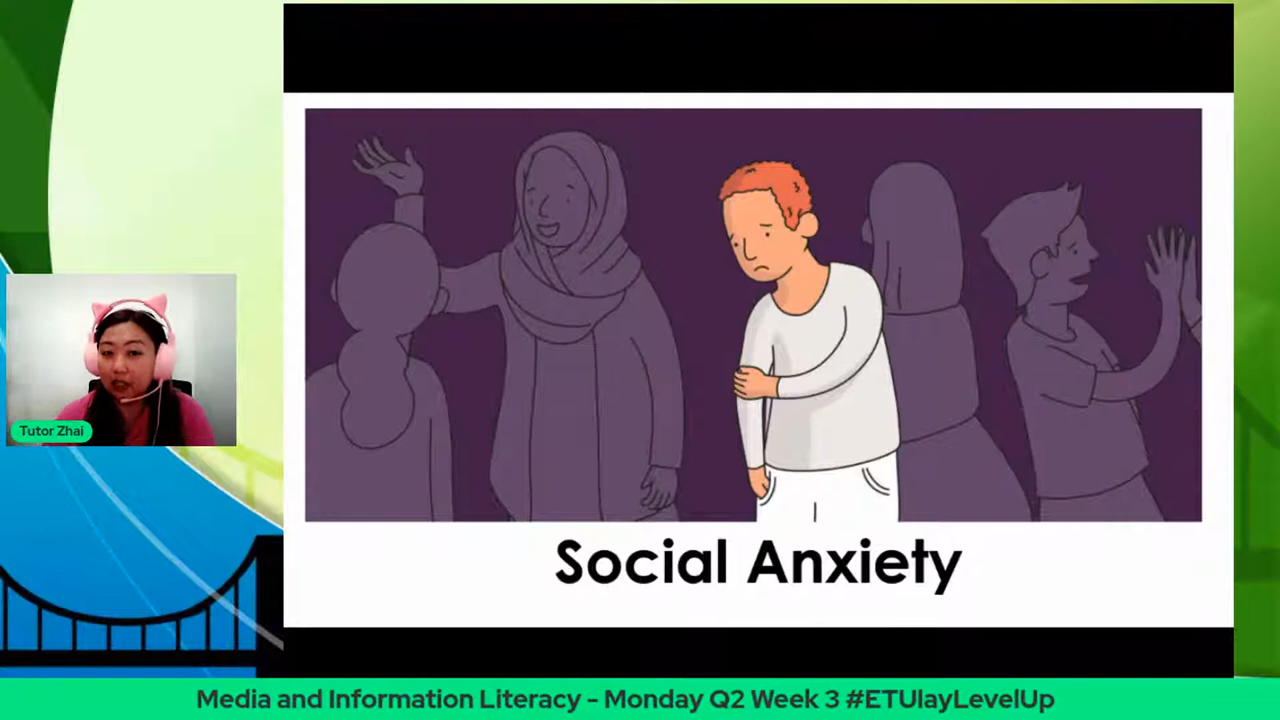 Tutor Zhai
Social Anxiety
Media and Information Literacy - Monday Q2 Week 3 #ETUlayLevelUp